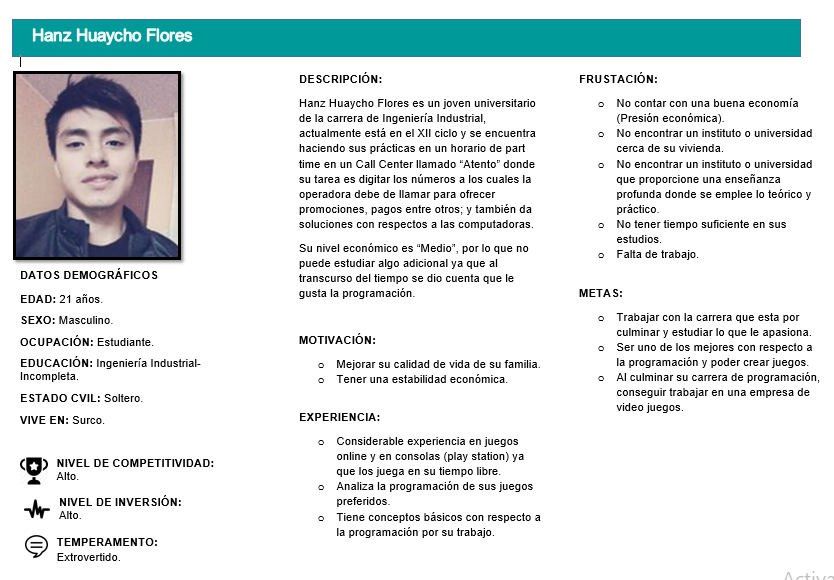 Hanz Huaycho Flores
DATOS DEMOGRÁFICOS
EDAD: 21 años.
SEXO: Masculino.
OCUPACIÓN: Estudiante.
EDUCACIÓN: Ingeniería Industrial-
Incompleta.
ESTADO CVIL: Soltero.
VIVE EN: Surco.
NIVEL DE COMPETITIVIDAD:
Alto.
NIVEL DE INVERSIÓN:
Alto.
TEMPERAMENTO:
Extrovertido.
DESCRIPCIÓN:
Hanz Huaycho Flores es un joven universitario
de la carrera de Ingeniería Industrial,
actualmente está en el XII ciclo y se encuentra
haciendo sus prácticas en un horario de part
time en un Call Center llamado “Atento” donde
su tarea es digitar los números a los cuales la
operadora debe de llamar para ofrecer
promociones, pagos entre otros; y también da
soluciones con respectos a las computadoras.
Su nivel económico es “Medio”, por lo que no
puede estudiar algo adicional ya que al
transcurso del tiempo se dio cuenta que le
gusta la programación.
MOTIVACIÓN:
o Mejorar su calidad de vida de su familia.
o Tener una estabilidad económica.
EXPERIENCIA:
o Considerable experiencia en juegos
online y en consolas (play station) ya
que los juega en su tiempo libre.
o Analiza la programación de sus juegos
preferidos.
o Tiene conceptos básicos con respecto a
la programación por su trabajo.
FRUSTACIÓN:
o No contar con una buena economía
(Presión económica).
o No encontrar un instituto o universidad
cerca de su vivienda.
o No encontrar un instituto o universidad
que proporcione una enseñanza
profunda donde se emplee lo teórico y
práctico.
o No tener tiempo suficiente en sus
estudios.
o Falta de trabajo.
METAS:
o Trabajar con la carrera que esta por
culminar y estudiar lo que le apasiona.
o Ser uno de los mejores con respecto a
la programación y poder crear juegos.
o Al culminar su carrera de programación,
conseguir trabajar en una empresa de
video juegos.
Activa